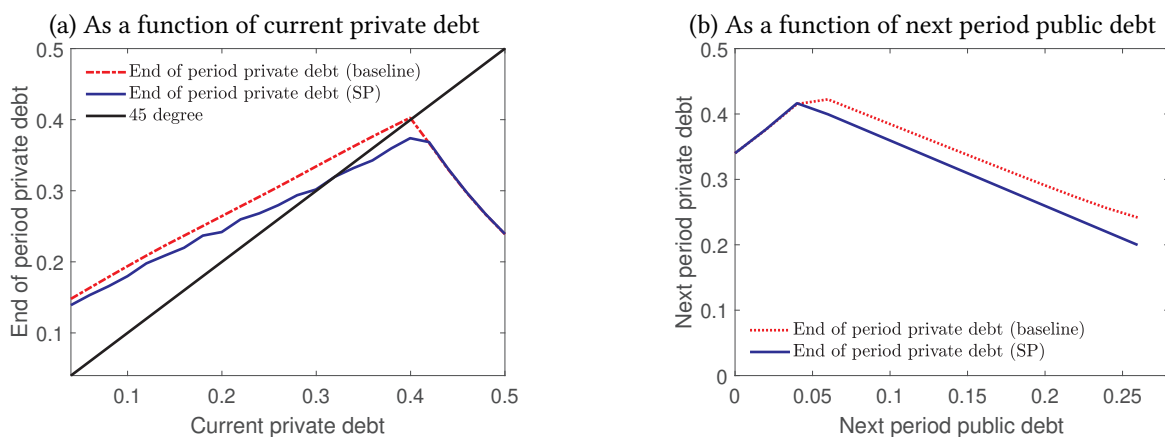 (a) As a function of current private debt
0.5
0.4
0.3
0.2
0.1
End of period private debt
End of period private debt (baseline)
End of period private debt (SP)
45 degree
0.1
0.2
0.3
0.4
0.5
Current private debt
(b) As a function of next period public debt
0.5
0.4
0.3
0.2
0.1
0
Next period private debt
End of period private debt (baseline)
End of period private debt (SP)
0
0.05
0.1
0.15
0.2
0.25
Next period public debt